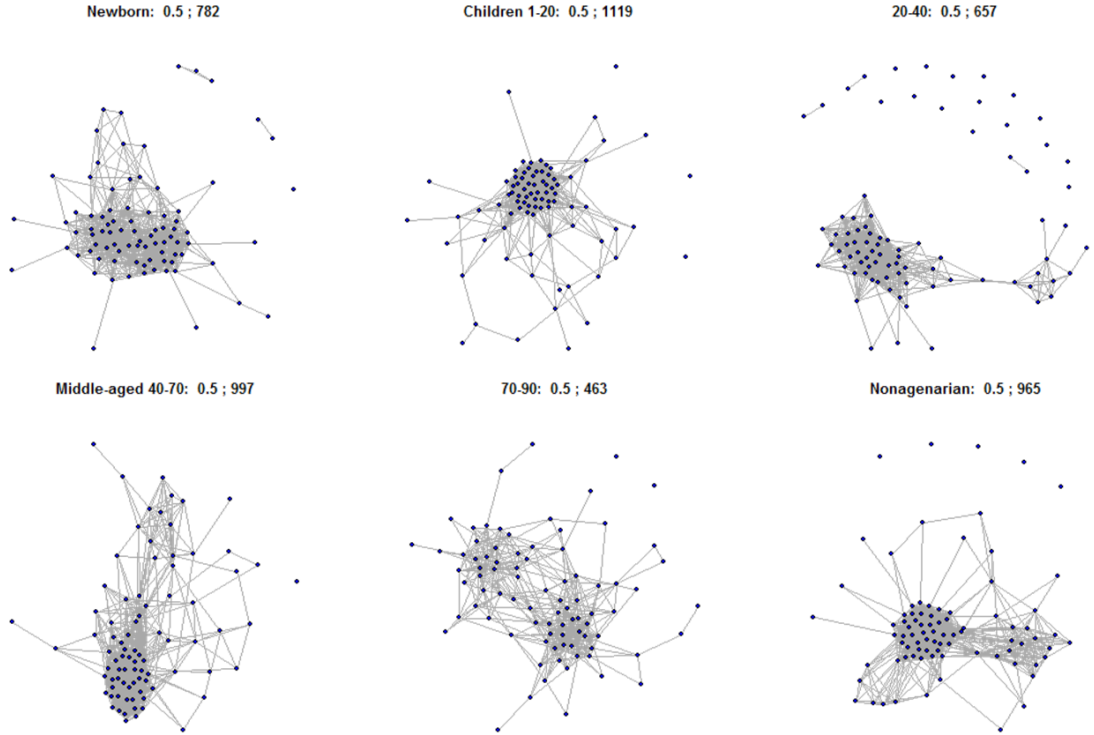 Newborn: 0.5 ; 782
Children 1-20: 0.5 ; 1119
20-40: 0.5 ; 657
Middle-aged 40-70: 0.5 ; 997
70-90: 0.5 ; 463
Nonagenarian: 0.5 ; 965